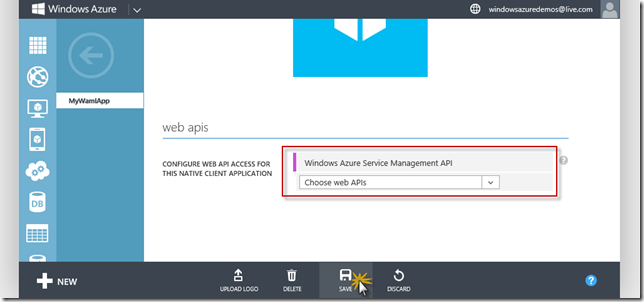 Windows Azure
windowsazuredemos@live.com
MyWamlApp
web apis
CONFIGURE WEB API ACCESS FOR
THIS NATIVE CLIENT APPLICATION
Windows Azure Service Management API
?
Choose web APIs
DB
NEW
UPLOAD LOGO
DELETE
SAVE
DISCARD
?